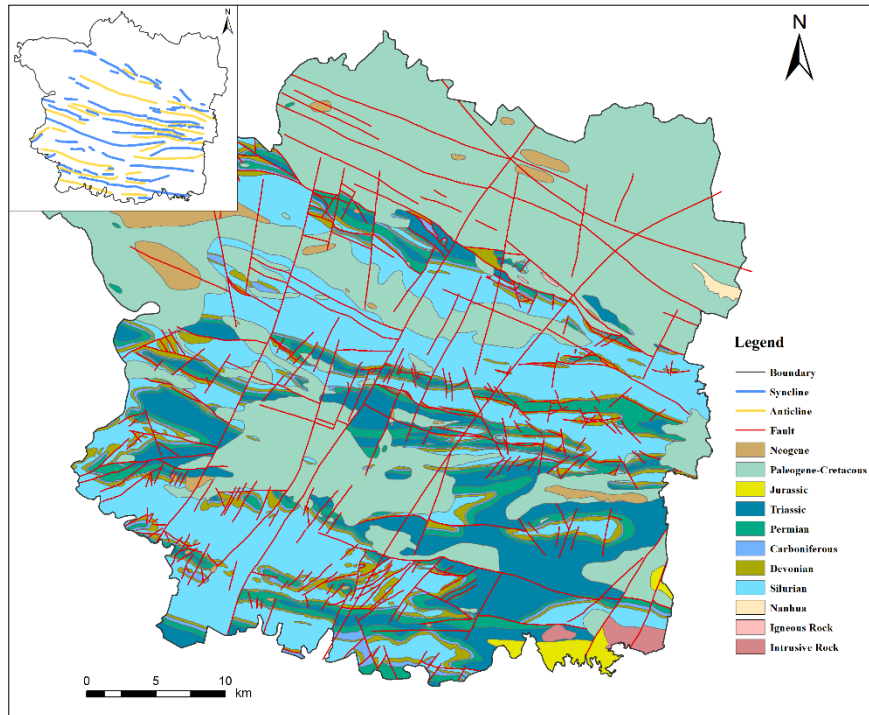 N
N
Legend
Boundary
Syncline
Anticline
Fault
Neogene
Paleogene-Cretacous
Jurassic
Triassic
Permian
Carboniferous
Devonian
Silurian
Nanhua
Igneous Rock
Intrusive Rock
0 5 10
km